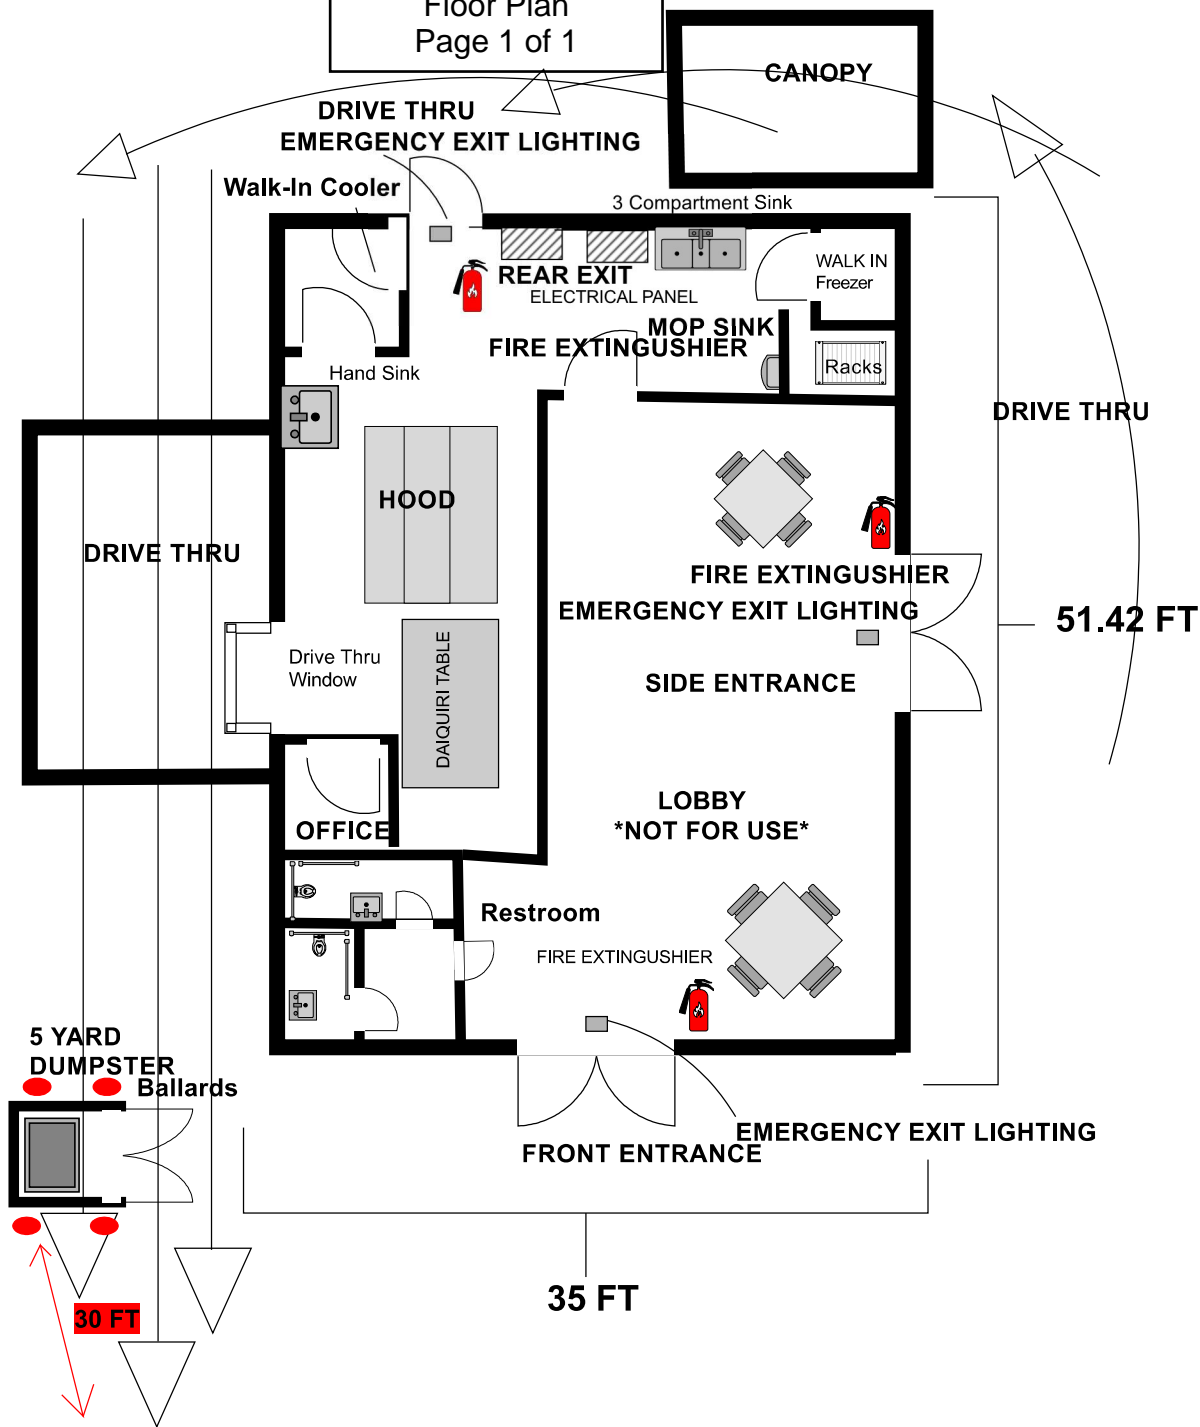 Floor Plan
Page 1 of 1
CANOPY
DRIVE THRU
EMERGENCY EXIT LIGHTING
Walk-In Cooler
3 Compartment Sink
WALK IN
Freezer
REAR EXIT
ELECTRICAL PANEL
MOP SINK
FIRE EXTINGUSHIER
Racks
Hand Sink
DRIVE THRU
HOOD
DRIVE THRU
FIRE EXTINGUSHIER
EMERGENCY EXIT LIGHTING
51.42 FT
Drive Thru
Window
DAIQUIRI TABLE
SIDE ENTRANCE
LOBBY
*NOT FOR USE*
OFFICE
Restroom
FIRE EXTINGUSHIER
5 YARD
DUMPSTER
Ballards
EMERGENCY EXIT LIGHTING
FRONT ENTRANCE
35 FT
30 FT